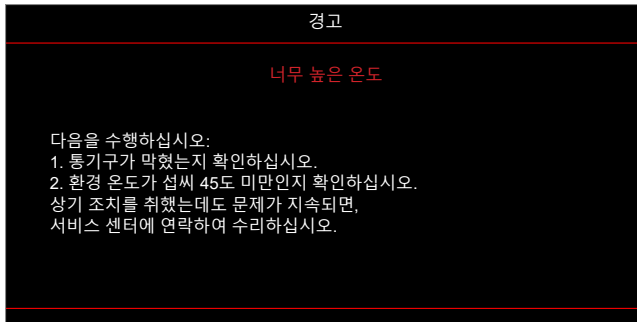 경고
너무 높은 온도
다음을 수행하십시오:
1. 통기구가 막혔는지 확인하십시오.
2. 환경 온도가 섭씨 45도 미만인지 확인하십시오.
상기 조치를 취했는데도 문제가 지속되면,
서비스 센터에 연락하여 수리하십시오.